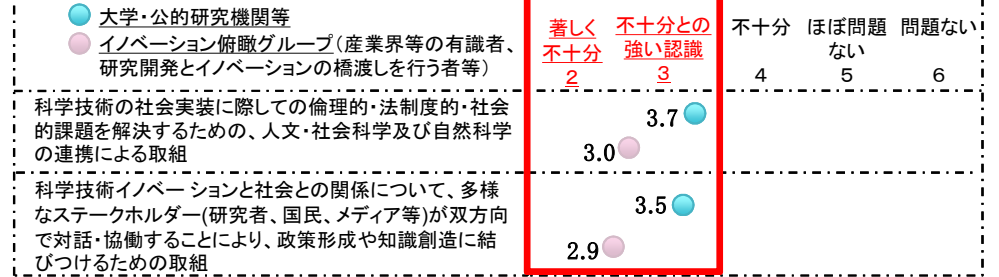 大学・公的研究機関等
イノベーション俯瞰グループ(産業界等の有識者、
研究開発とイノベーションの橋渡しを行う者等)
著しく
不十分
2
不十分との
強い認識
3
不十分
4
ほぼ問題
ない
5
問題ない
6
科学技術の社会実装に際しての倫理的・法制度的・社会
的課題を解決するための、人文・社会科学及び自然科学
の連携による取組
3.7
3.0
科学技術イノベーションと社会との関係について、多様
なステークホルダー(研究者、国民、メディア等)が双方向
で対話・協働することにより、政策形成や知識創造に結
びつけるための取組
3.5
2.9